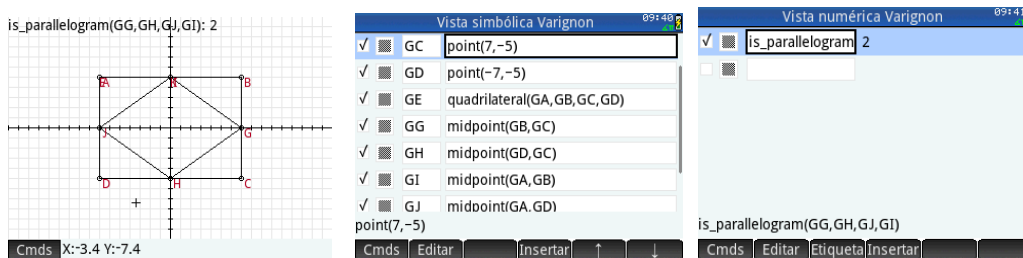 is_parallelogram(GG,GH,GJ,GI): 2
B
J
G
D
H
C
Cmds X:-3.4 Y:-7.4
Vista simbólica Varignon 09:40
GC point(7,-5)
GD point(-7,-5)
GE quadrilateral(GA,GB,GC,GD)
GG midpoint(GB,GC)
GH midpoint(GD,GC)
GI midpoint(GA,GB)
GJ midpoint(GA,GD)
point(7,-5)
Cmds Editar Insertar ↑ ↓
Vista numérica Varignon
is_parallelogram 2
is_parallelogram(GG,GH,GJ,GI)
Cmds Editar Etiqueta Insertar